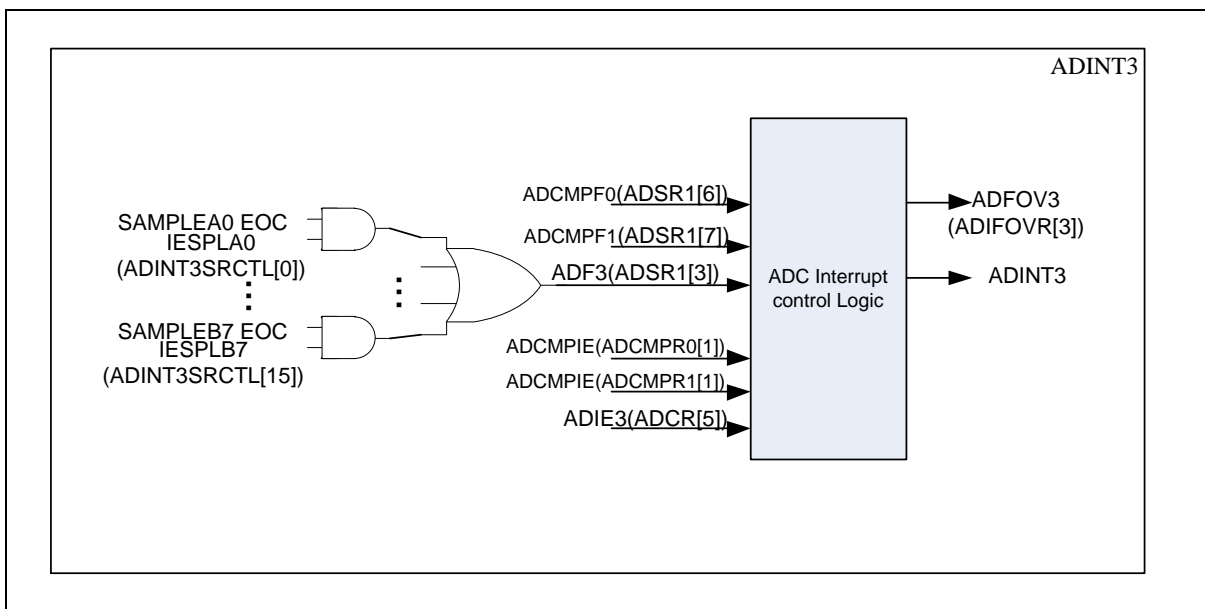 ADINT3
SAMPLEA0 EOC
IESPLA0
(ADINT3SRCTL[0])
SAMPLEB7 EOC
IESPLB7
(ADINT3SRCTL[15])
ADCMPF0(ADSR1[6])
ADCMPF1(ADSR1[7])
ADF3(ADSR1[3])
ADCMPIE(ADCMPR0[1])
ADCMPIE(ADCMPR1[1])
ADIE3(ADCR[5])
ADC Interrupt
control Logic
ADFOV3
(ADIFOVR[3])
ADINT3